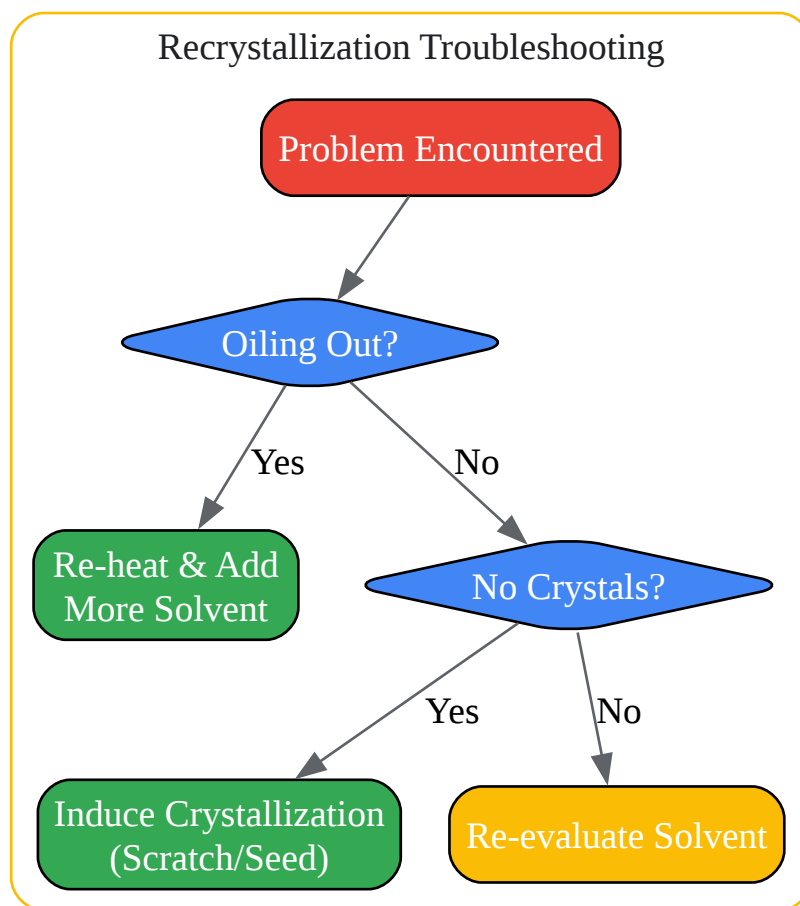 Recrystallization Troubleshooting
Problem Encountered
Oiling Out?
Yes
No
Re-heat & Add
More Solvent
No Crystals?
Yes
No
Induce Crystallization
(Scratch/Seed)
Re-evaluate Solvent